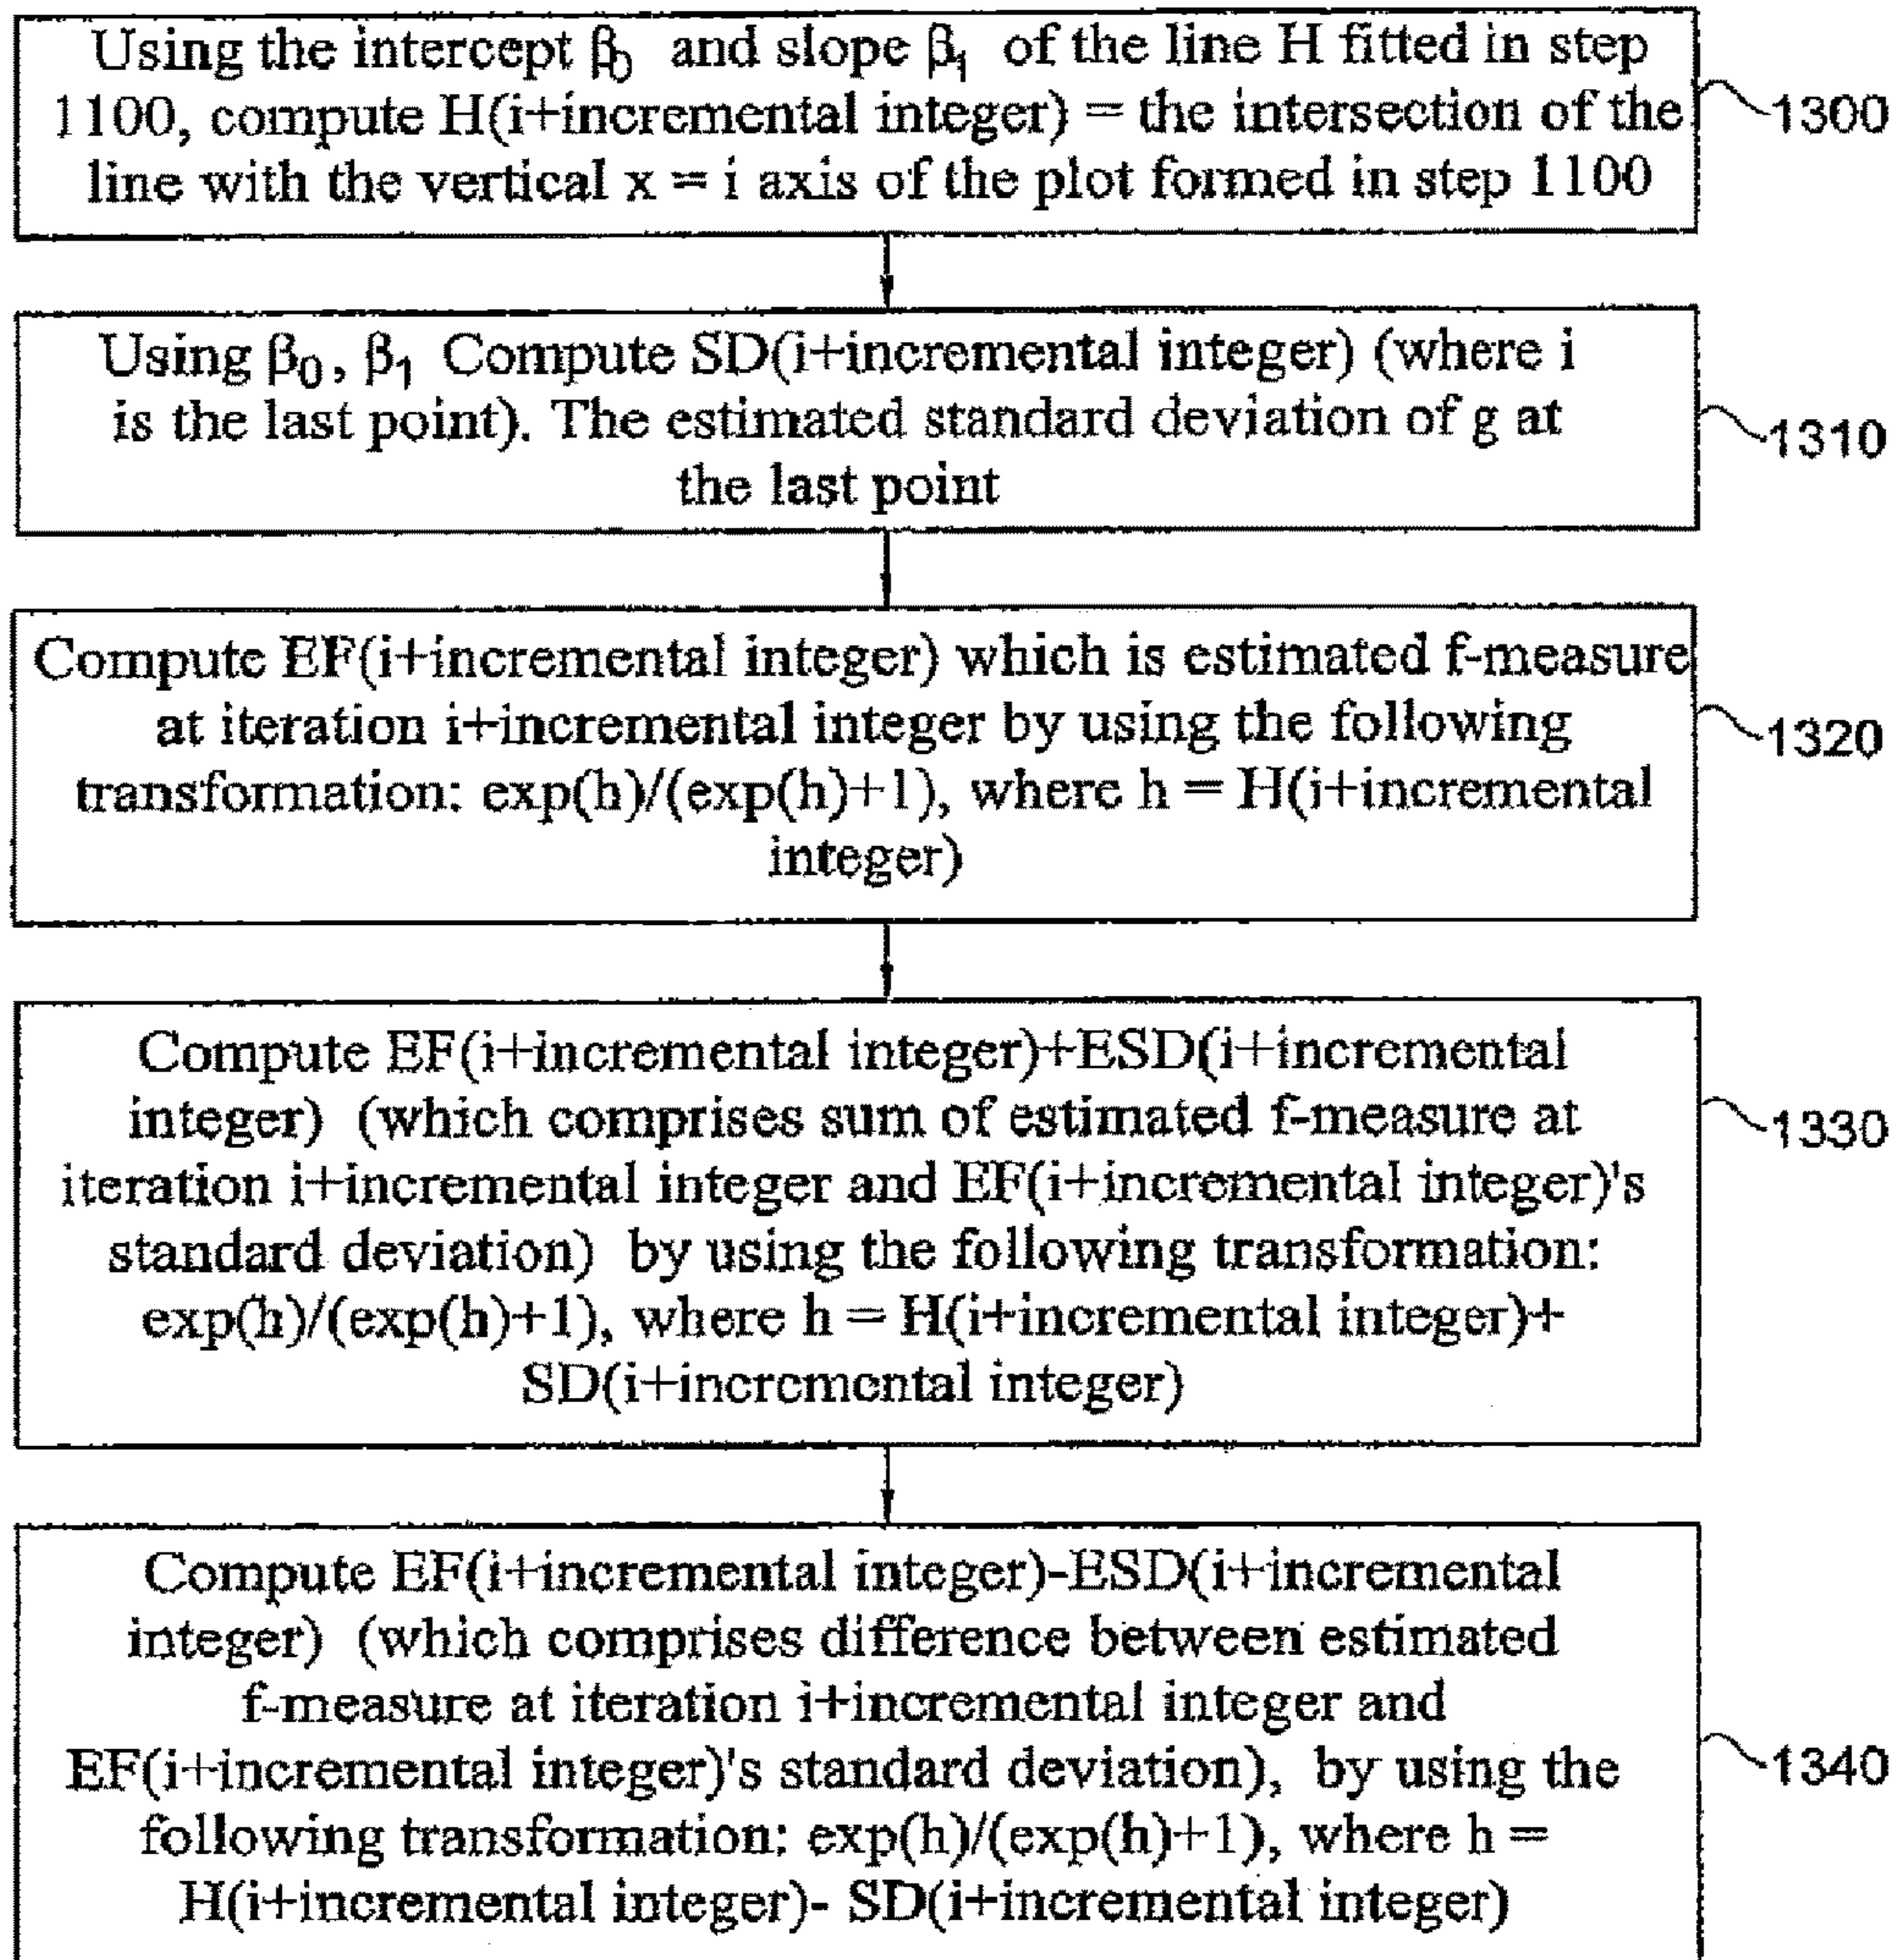 Using the intercept β₀ and slope β₁ of the line H fitted in step
1100, compute H(i+incremental integer) = the intersection of the
line with the vertical x = i axis of the plot formed in step 1100
1300
Using β₀, β₁ Compute SD(i+incremental integer) (where i
is the last point). The estimated standard deviation of g at
the last point
1310
Compute EF(i+incremental integer) which is estimated f-measure
at iteration i+incremental integer by using the following
transformation: exp(h)/(exp(h)+1), where h = H(i+incremental
integer)
1320
Compute EF(i+incremental integer)+ESD(i+incremental
integer) (which comprises sum of estimated f-measure at
iteration i+incremental integer and EF(i+incremental integer)'s
standard deviation) by using the following transformation:
exp(h)/(exp(h)+1), where h = H(i+incremental integer)+
SD(i+incremental integer)
1330
Compute EF(i+incremental integer)-ESD(i+incremental
integer) (which comprises difference between estimated
f-measure at iteration i+incremental integer and
EF(i+incremental integer)'s standard deviation), by using the
following transformation: exp(h)/(exp(h)+1), where h =
H(i+incremental integer)- SD(i+incremental integer)
1340